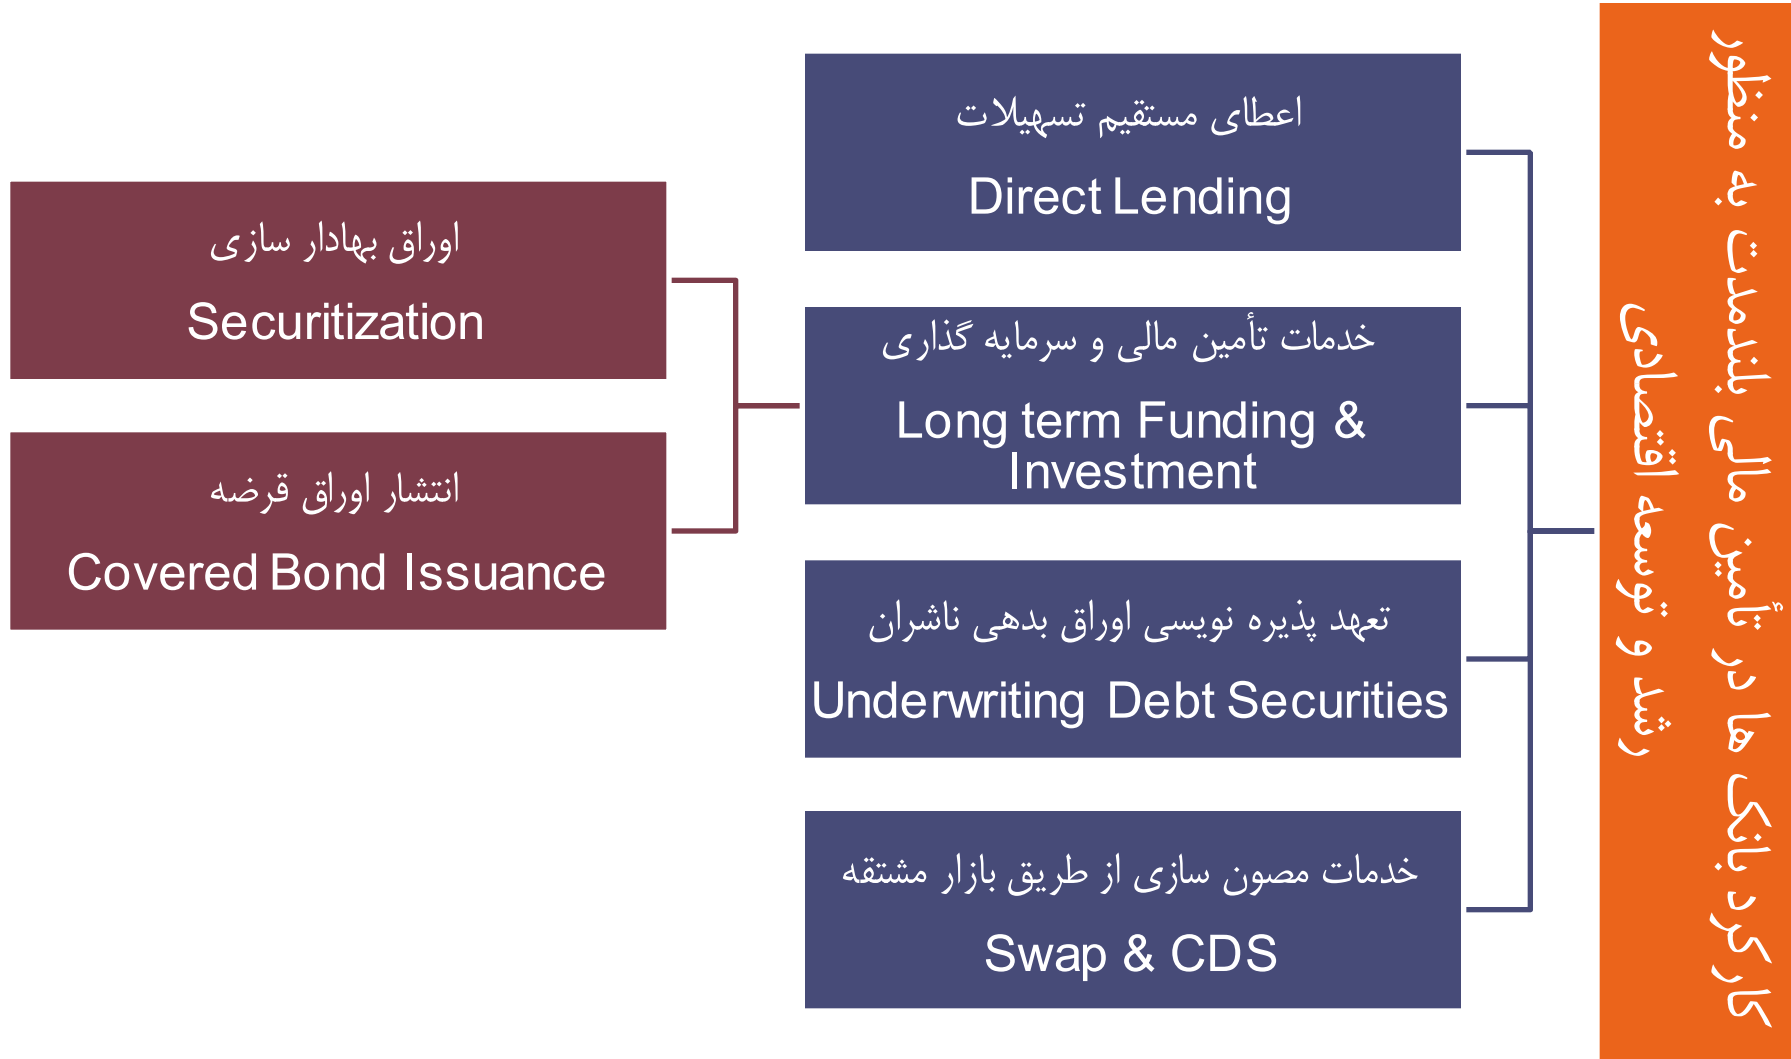 کارکرد بانک ها در تأمین مالی بلندمدت به منظور
رشد و توسعه اقتصادی
اعطای مستقیم تسهیلات
Direct Lending
خدمات تأمین مالی و سرمایه گذاری
Long term Funding &
Investment
تعهد پذیره نویسی اوراق بدهی ناشران
Underwriting Debt Securities
خدمات مصون سازی از طریق بازار مشتقه
Swap & CDS
اوراق بهادار سازی
Securitization
انتشار اوراق قرضه
Covered Bond Issuance